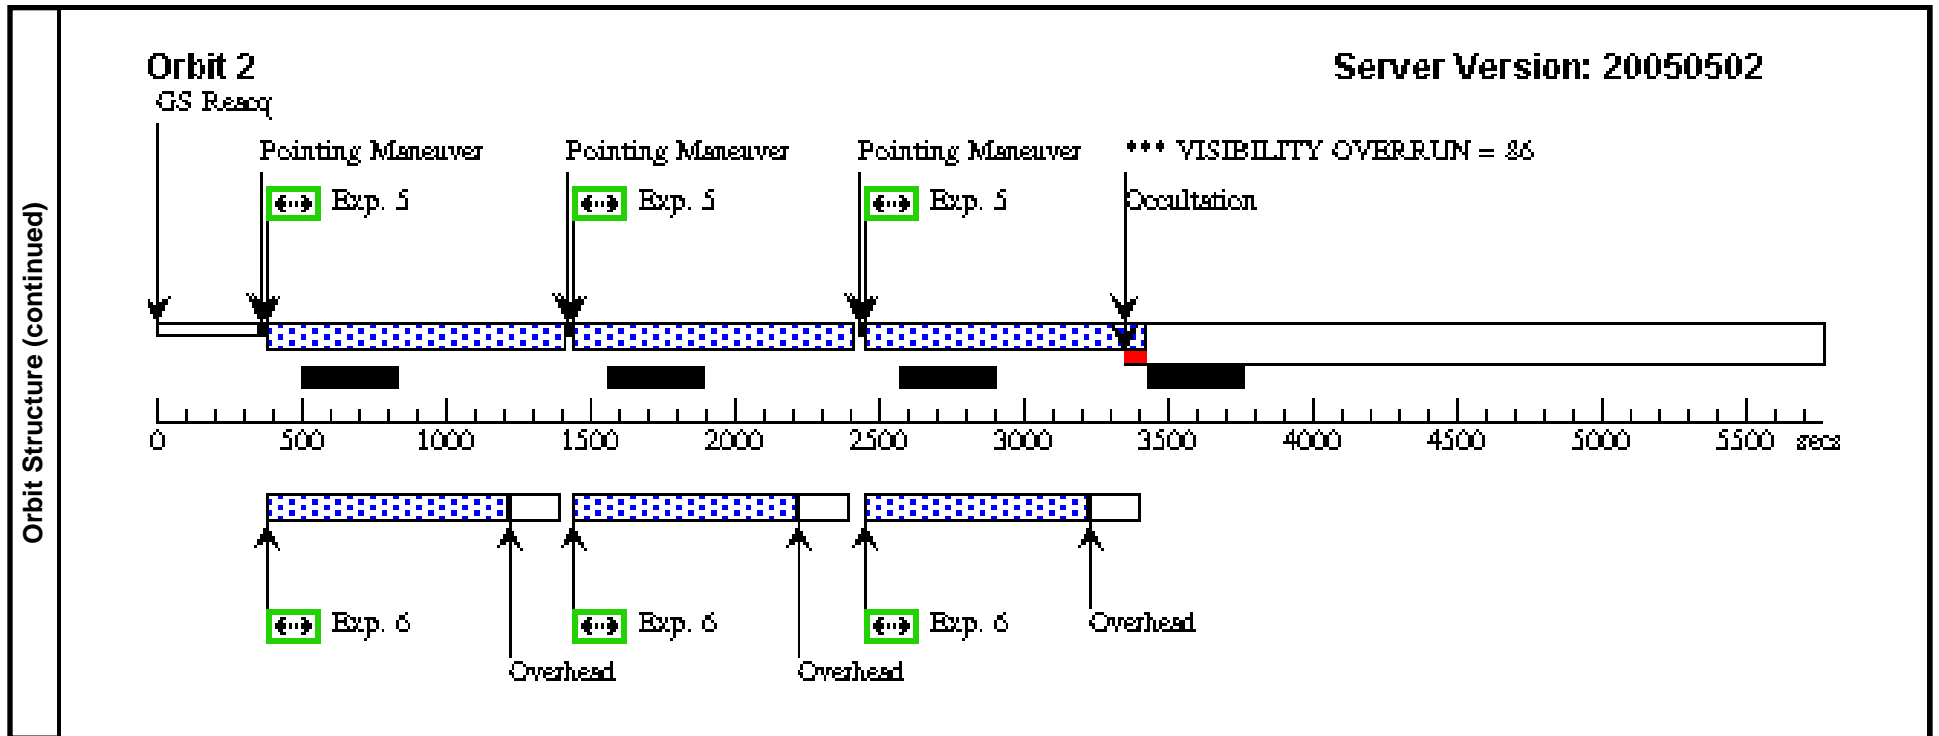 Orbit Structure (continued)
Orbit 2
Server Version: 20050502
GS Reacq
Pointing Maneuver Pointing Maneuver Pointing Maneuver *** VISIBILITY OVERRUN = 86
Exp. 5 Exp. 5 Exp. 5 Occultation
0 500 1000 1500 2000 2500 3000 3500 4000 4500 5000 5500 secs
Exp. 6 Exp. 6 Exp. 6 Overhead
Overhead Overhead